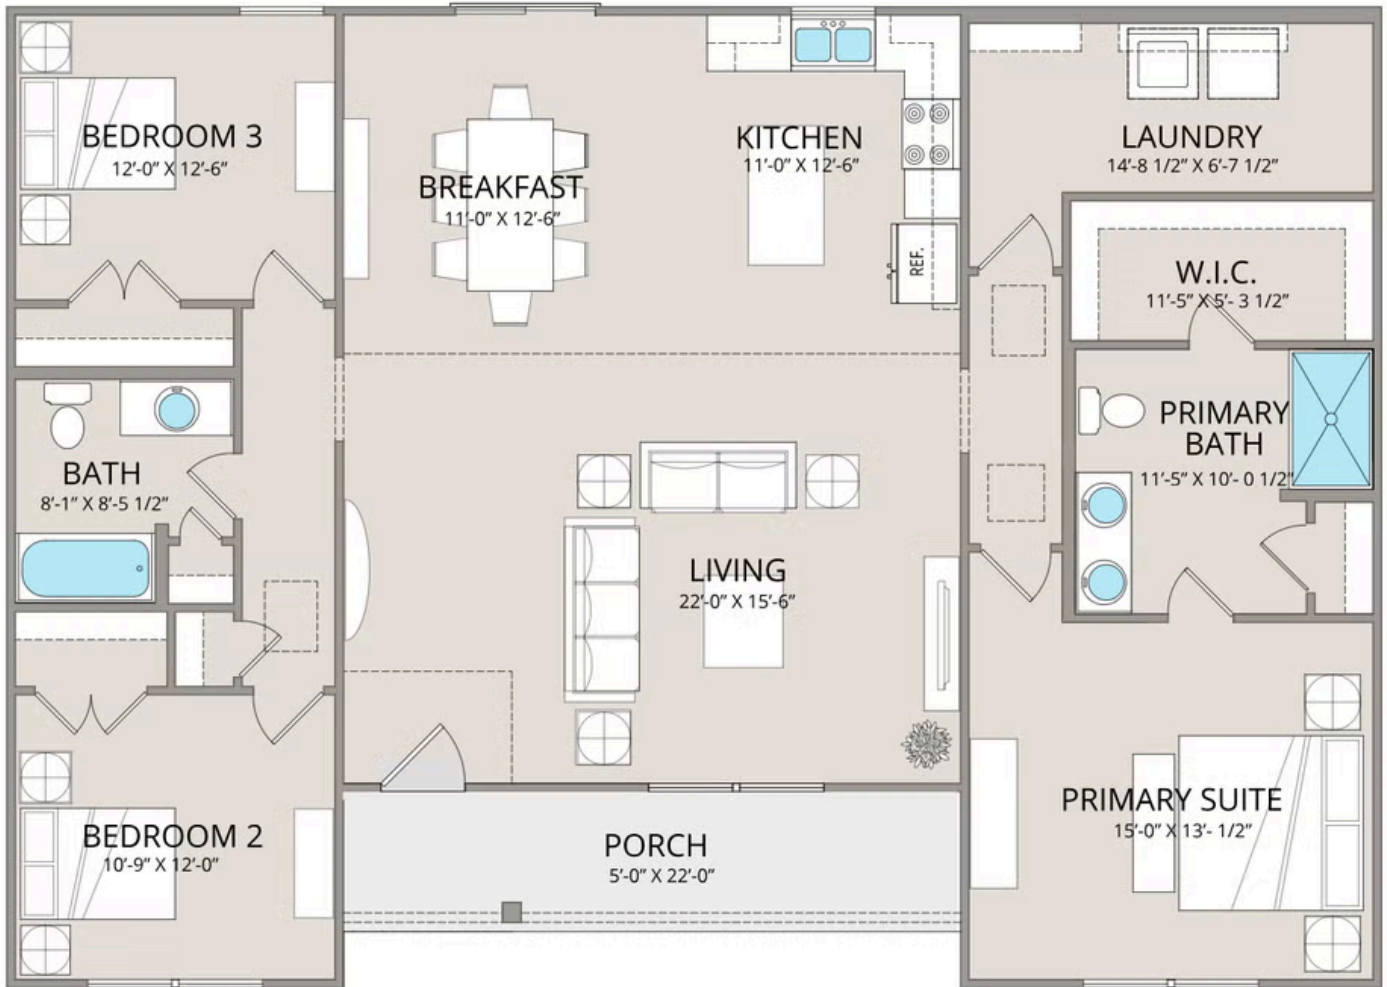 BEDROOM 3
12'-0” X 12'-6”
BREAKFAST
11'-0” X 12'-6”
KITCHEN
11'-0” X 12'-6”
REF.
LAUNDRY
14'-8 1/2” X 6'-7 1/2”
W.I.C.
11'-5” X 5'- 3 1/2”
BATH
8'-1” X 8'-5 1/2”
PRIMARY
BATH
11'-5” X 10'- 0 1/2”
LIVING
22'-0” X 15'-6”
BEDROOM 2
10'-9” X 12'-0”
PORCH
5'-0” X 22'-0”
PRIMARY SUITE
15'-0” X 13'- 1/2”